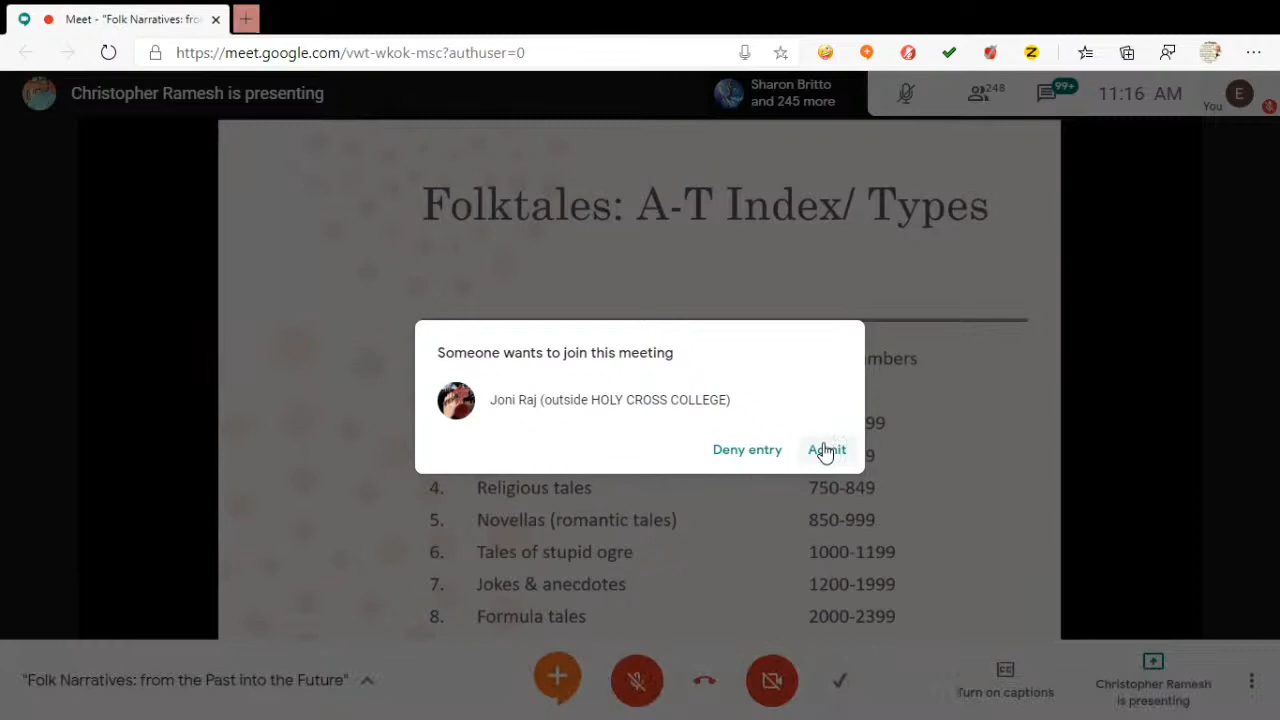 Meet - "Folk Narratives: fro
https://meet.google.com/vwt-wkok-msc?authuser=0
Christopher Ramesh is presenting
Sharon Britto
and 245 more
248
99+
11:16 AM
You
E
Folktales: A-T Index/ Types
Someone wants to join this meeting
Joni Raj (outside HOLY CROSS COLLEGE)
Deny entry
Admit
4. Religious tales 750-849
5. Novellas (romantic tales) 850-999
6. Tales of stupid ogre 1000-1199
7. Jokes & anecdotes 1200-1999
8. Formula tales 2000-2399
"Folk Narratives: from the Past into the Future"
CC
Turn on captions
Christopher Ramesh
is presenting